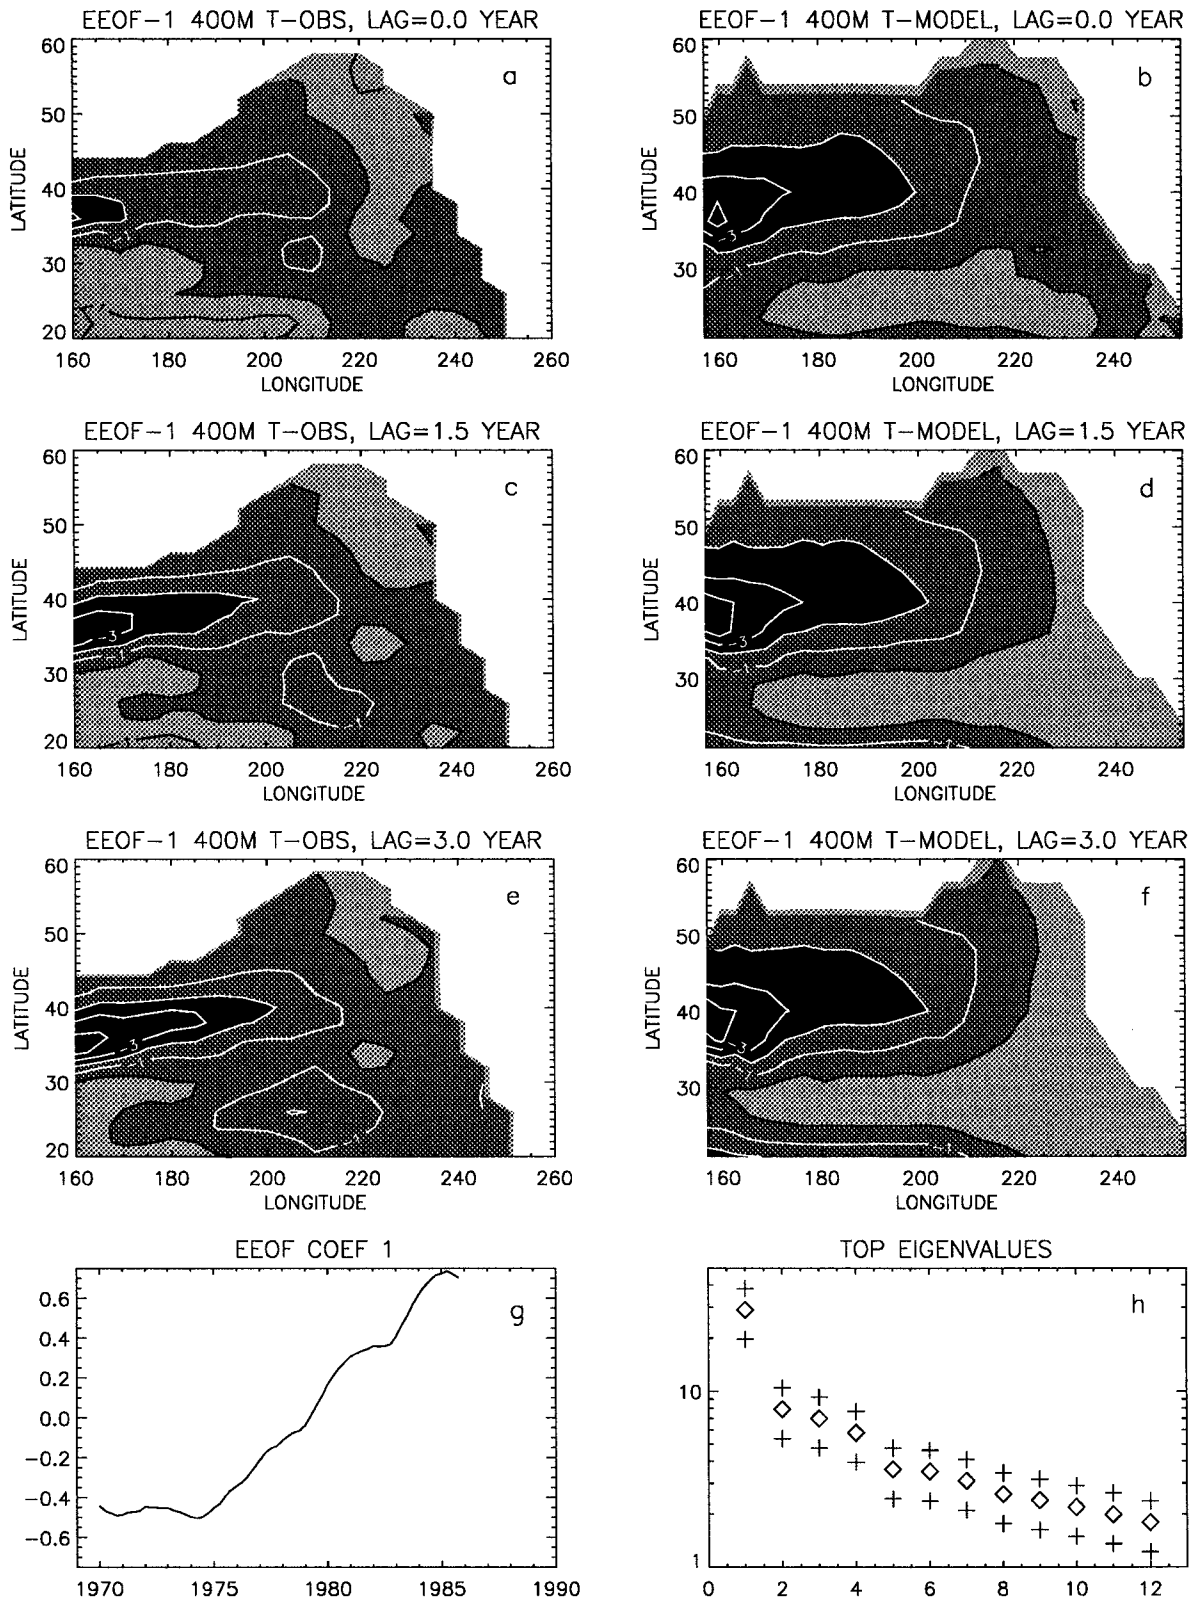 EEOF-1 400M T-OBS, LAG=0.0 YEAR
a
LATITUDE
60
50
40
30
20
-1
160 180 200 220 240 260
LONGITUDE
EEOF-1 400M T-MODEL, LAG=0.0 YEAR
b
LATITUDE
60
50
40
30
-3
-1
160 180 200 220 240
LONGITUDE
EEOF-1 400M T-OBS, LAG=1.5 YEAR
c
LATITUDE
60
50
40
30
20
-3
-1
-1
-1
160 180 200 220 240 260
LONGITUDE
EEOF-1 400M T-MODEL, LAG=1.5 YEAR
d
LATITUDE
60
50
40
30
-3
-1
-1
160 180 200 220 240
LONGITUDE
EEOF-1 400M T-OBS, LAG=3.0 YEAR
e
LATITUDE
60
50
40
30
20
-3
-1
-1
160 180 200 220 240 260
LONGITUDE
EEOF-1 400M T-MODEL, LAG=3.0 YEAR
f
LATITUDE
60
50
40
30
-3
-1
-1
160 180 200 220 240
LONGITUDE
EEOF COEF 1
g
0.6
0.4
0.2
0.0
-0.2
-0.4
-0.6
1970 1975 1980 1985 1990
TOP EIGENVALUES
h
10
1
0 2 4 6 8 10 12